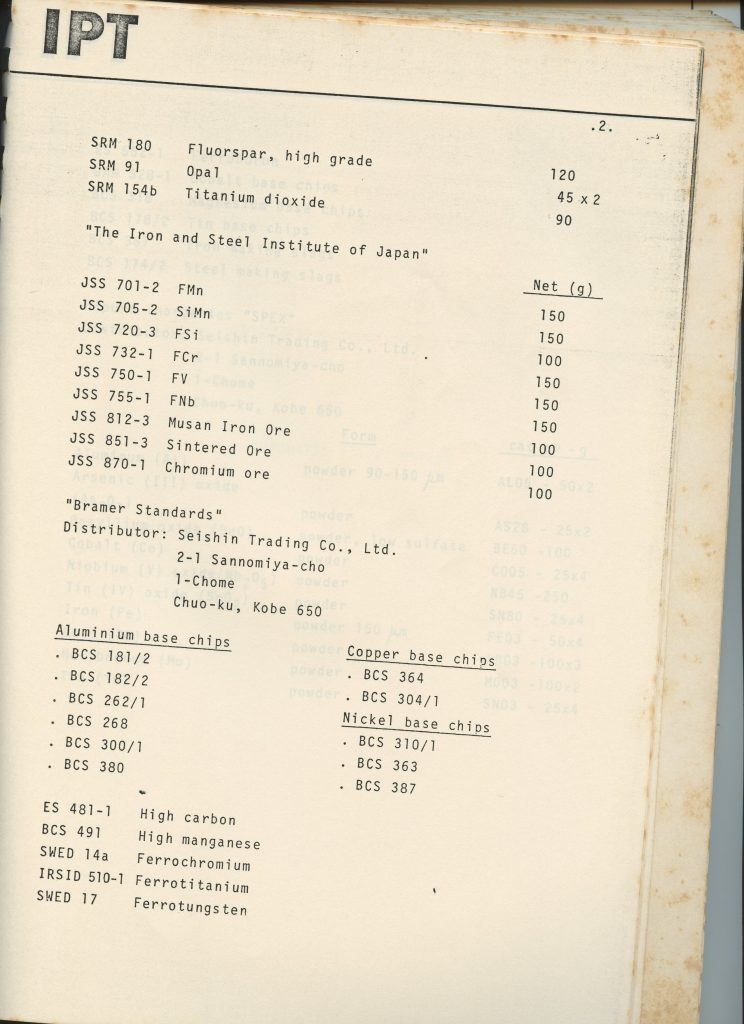 IPT
.2.
SRM 180 Fluorspar, high grade 120
SRM 91 Opal 45 x 2
SRM 154b Titanium dioxide 90
"The Iron and Steel Institute of Japan"
Net (g)
JSS 701-2 FMn 150
JSS 705-2 SiMn 150
JSS 720-3 FSi 100
JSS 732-1 FCr 150
JSS 750-1 FV 150
JSS 755-1 FNb 150
JSS 812-3 Musan Iron Ore 100
JSS 851-3 Sintered Ore 100
JSS 870-1 Chromium ore 100
"Bramer Standards"
Distributor: Seishin Trading Co., Ltd.
2-1 Sannomiya-cho
1-Chome
Chuo-ku, Kobe 650
Aluminium base chips
. BCS 181/2
. BCS 182/2
. BCS 262/1
. BCS 268
. BCS 300/1
. BCS 380
Copper base chips
. BCS 364
. BCS 304/1
Nickel base chips
. BCS 310/1
. BCS 363
. BCS 387
ES 481-1 High carbon
BCS 491 High manganese
SWED 14a Ferrochromium
IRSID 510-1 Ferrotitanium
SWED 17 Ferrotungsten